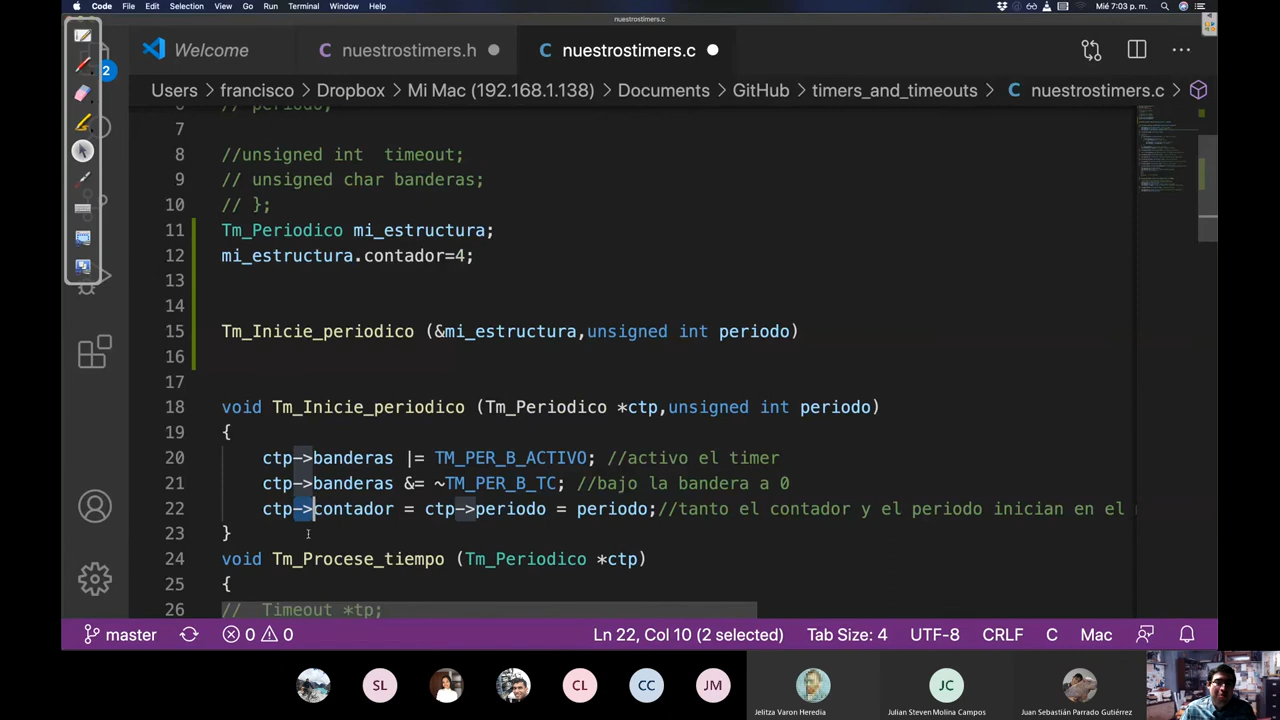 Code File Edit Selection View Go Run Terminal Window Help Mié 7:03 p. m.
nuestrostimers.c
Welcome nuestrostimers.h nuestrostimers.c
2
Users > francisco > Dropbox > Mi Mac (192.168.1.138) > Documents > GitHub > timers_and_timeouts > nuestrostimers.c
6 // periodo;
7
8 //unsigned int timeout;
9 // unsigned char banderas;
10 // };
11 Tm_Periodico mi_estructura;
12 mi_estructura.contador=4;
13
14
15 Tm_Inicie_periodico (&mi_estructura,unsigned int periodo)
16
17
18 void Tm_Inicie_periodico (Tm_Periodico *ctp,unsigned int periodo)
19 {
20 ctp->banderas |= TM_PER_B_ACTIVO; //activo el timer
21 ctp->banderas &= ~TM_PER_B_TC; //bajo la bandera a 0
22 ctp->contador = ctp->periodo = periodo;//tanto el contador y el periodo inician en el
23 }
24 void Tm_Procese_tiempo (Tm_Periodico *ctp)
25 {
26 // Timeout *tp;
master 0 0 Ln 22, Col 10 (2 selected) Tab Size: 4 UTF-8 CRLF C Mac
SL CL CC JM JC
Jelitza Varon Heredia Julian Steven Molina Campos Juan Sebastián Parrado Gutiérrez